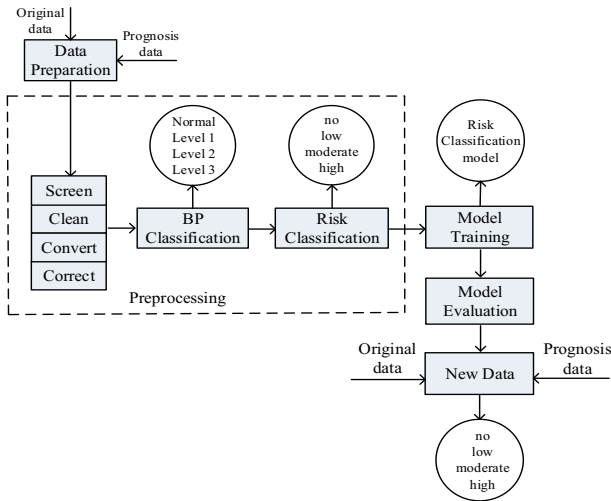 Original
data
Prognosis
data
Data
Preparation
Normal
Level 1
Level 2
Level 3
no
low
moderate
high
Risk
Classification
model
Screen
Clean
Convert
Correct
BP
Classification
Risk
Classification
Model
Training
Preprocessing
Model
Evaluation
Original
data
New Data
Prognosis
data
no
low
moderate
high